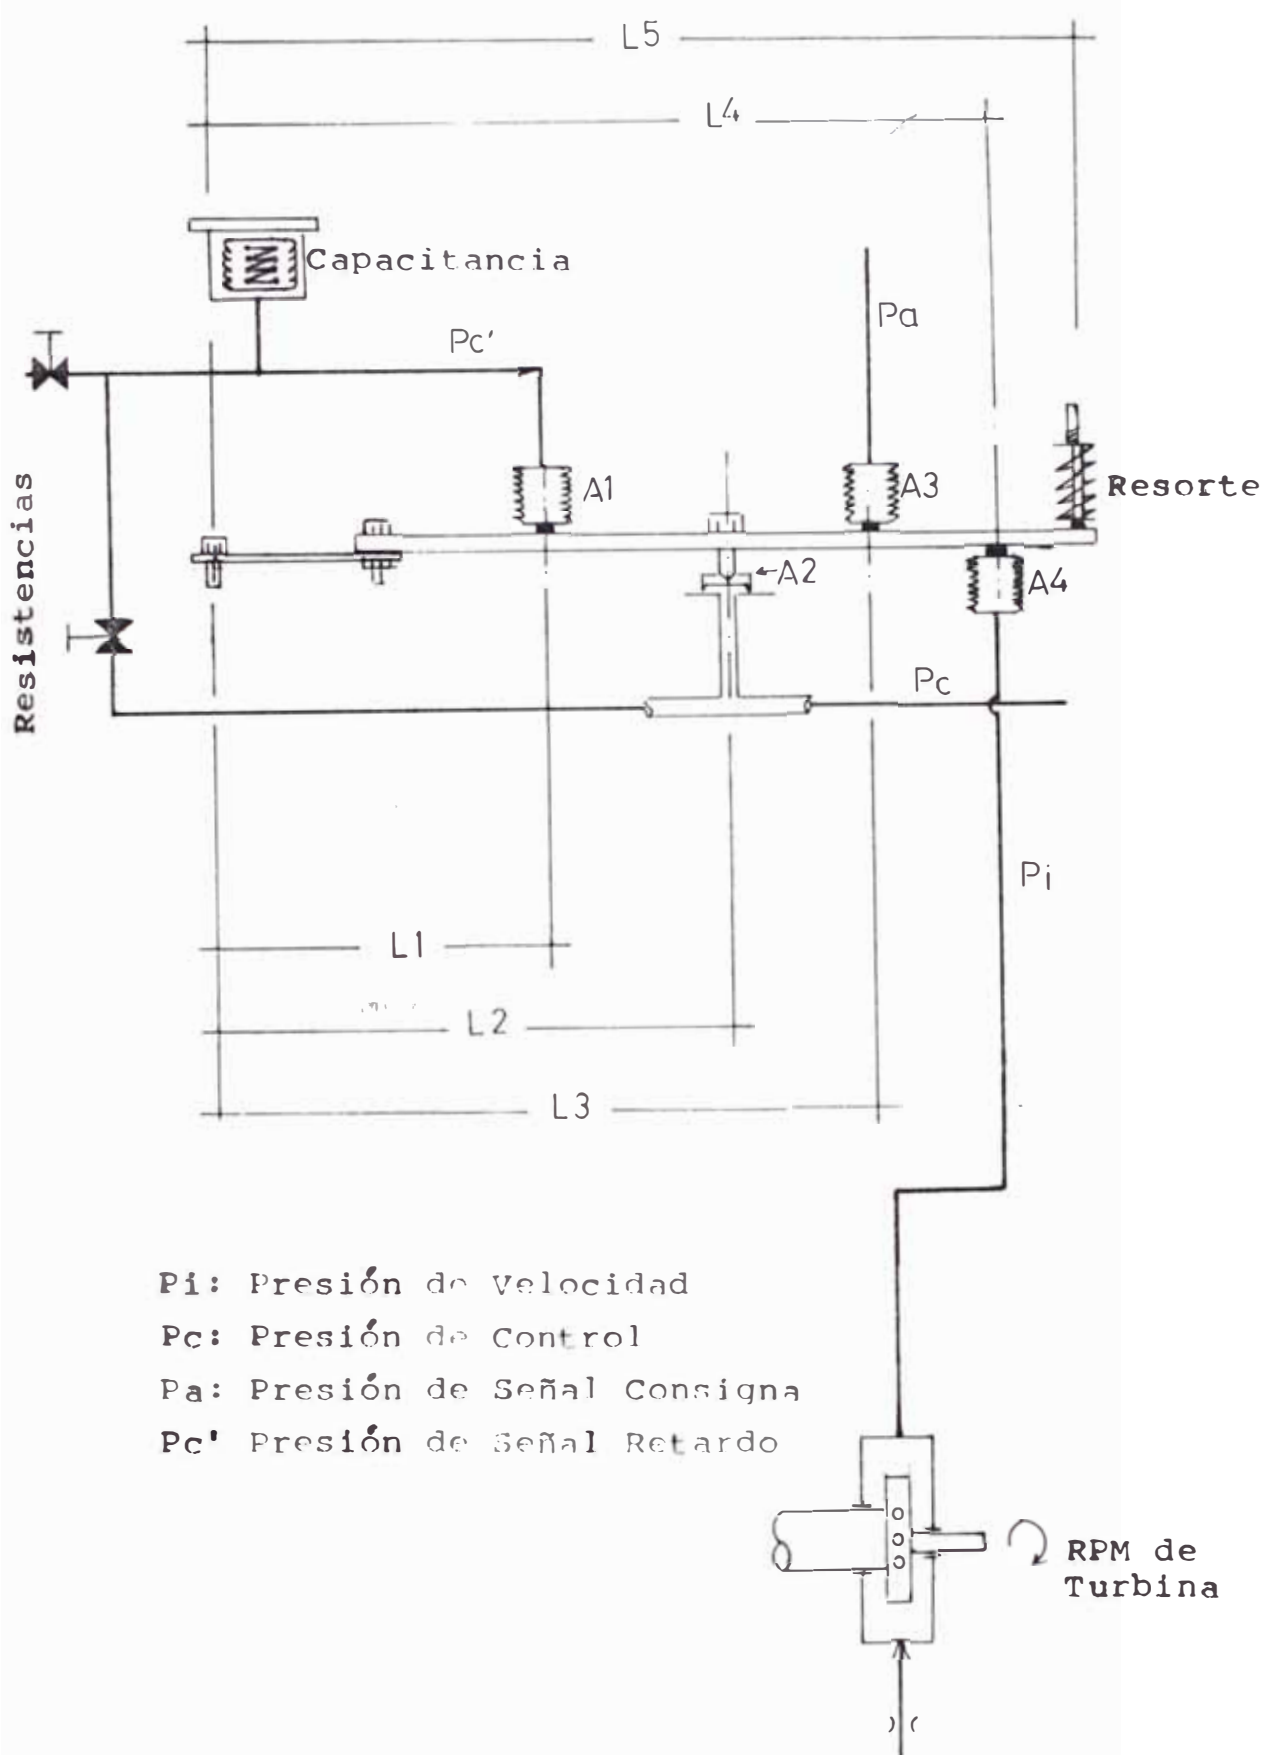 L5
L4
Capacitancia
Pa
Pc'
A1
A3
Resorte
Resistencias
A2
A4
Pc
Pi
L1
L2
L3
Pi: Presión de Velocidad
Pc: Presión de Control
Pa: Presión de Señal Consigna
Pc' Presión de Señal Retardo
RPM de
Turbina